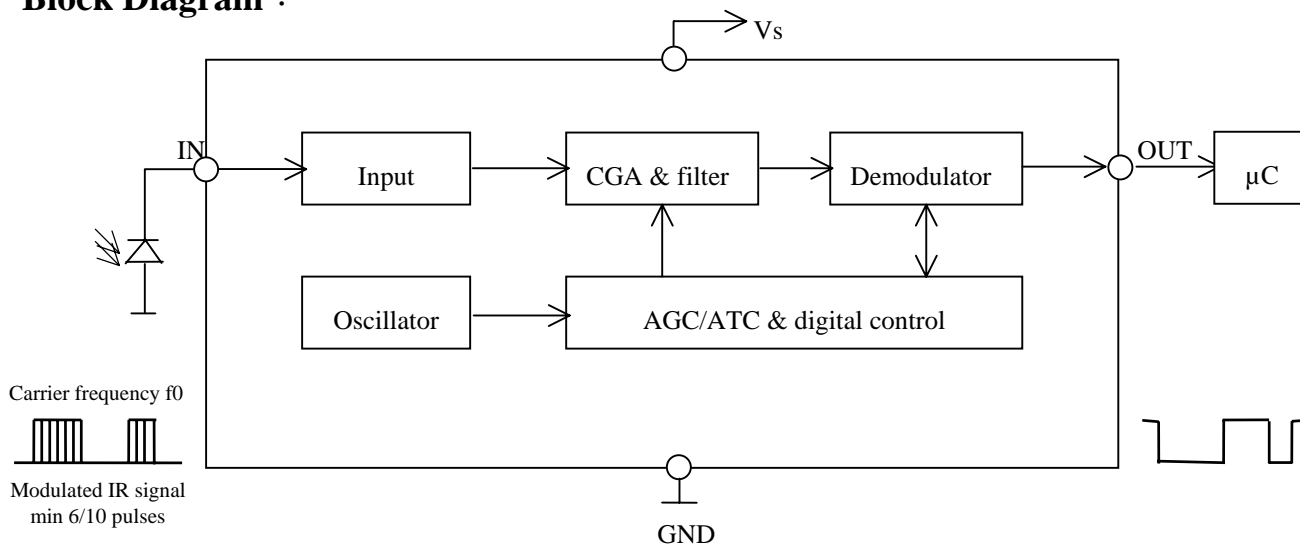 Block Diagram :
Vs
IN
Input
CGA & filter
Demodulator
OUT
µC
Oscillator
AGC/ATC & digital control
Carrier frequency f0
Modulated IR signal
min 6/10 pulses
GND